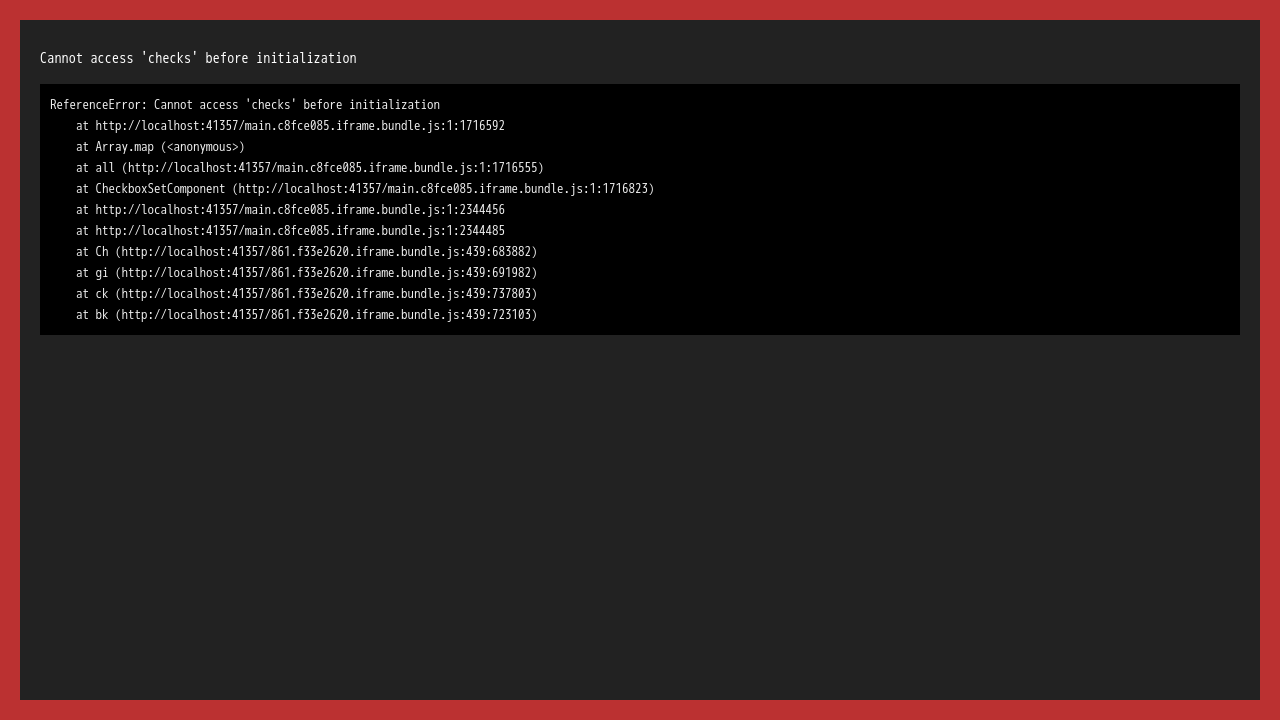 Cannot access 'checks' before initialization
ReferenceError: Cannot access 'checks' before initialization
at http://localhost:41357/main.c8fce085.iframe.bundle.js:1:1716592
at Array.map (<anonymous>)
at all (http://localhost:41357/main.c8fce085.iframe.bundle.js:1:1716555)
at CheckboxSetComponent (http://localhost:41357/main.c8fce085.iframe.bundle.js:1:1716823)
at http://localhost:41357/main.c8fce085.iframe.bundle.js:1:2344456
at http://localhost:41357/main.c8fce085.iframe.bundle.js:1:2344485
at Ch (http://localhost:41357/861.f33e2620.iframe.bundle.js:439:683882)
at gi (http://localhost:41357/861.f33e2620.iframe.bundle.js:439:691982)
at ck (http://localhost:41357/861.f33e2620.iframe.bundle.js:439:737803)
at bk (http://localhost:41357/861.f33e2620.iframe.bundle.js:439:723103)